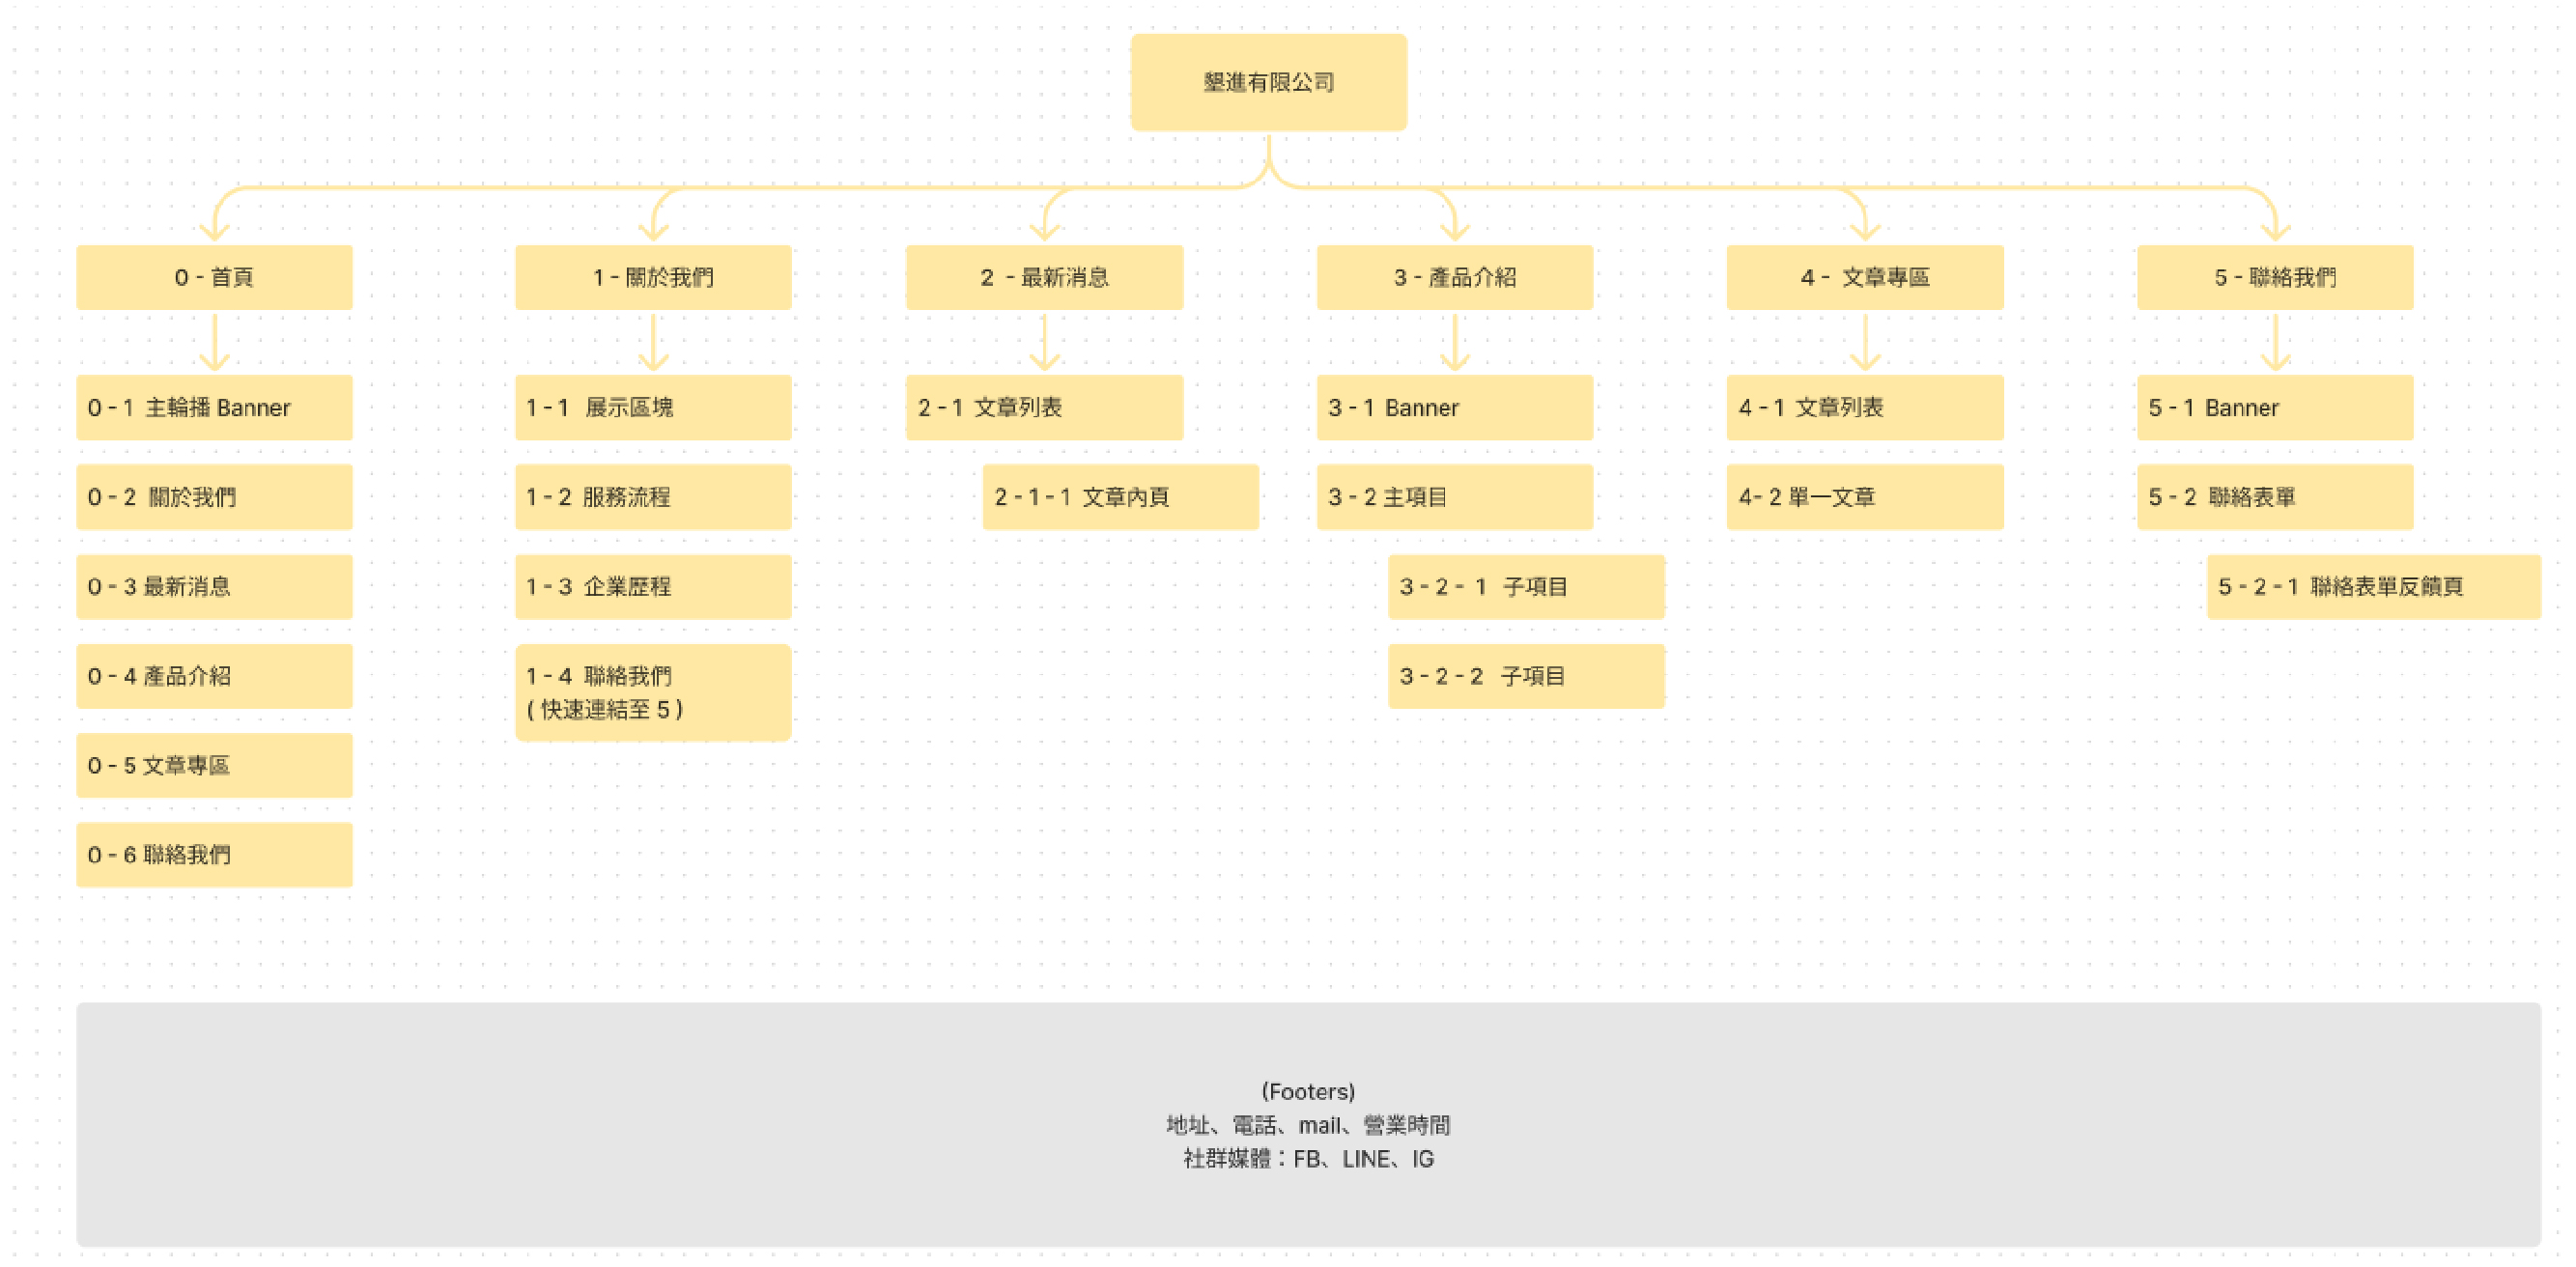 墾進有限公司
0 - 首頁
0 - 1 主輪播 Banner
0 - 2 關於我們
0 - 3 最新消息
0 - 4 產品介紹
0 - 5 文章專區
0 - 6 聯絡我們
1 - 關於我們
1 - 1 展示區塊
1 - 2 服務流程
1 - 3 企業歷程
1 - 4 聯絡我們
( 快速連結至 5 )
2 - 最新消息
2 - 1 文章列表
2 - 1 - 1 文章內頁
3 - 產品介紹
3 - 1 Banner
3 - 2 主項目
3 - 2 - 1 子項目
3 - 2 - 2 子項目
4 - 文章專區
4 - 1 文章列表
4- 2 單一文章
5 - 聯絡我們
5 - 1 Banner
5 - 2 聯絡表單
5 - 2 - 1 聯絡表單反饋頁
(Footers)
地址、電話、mail、營業時間
社群媒體：FB、LINE、IG